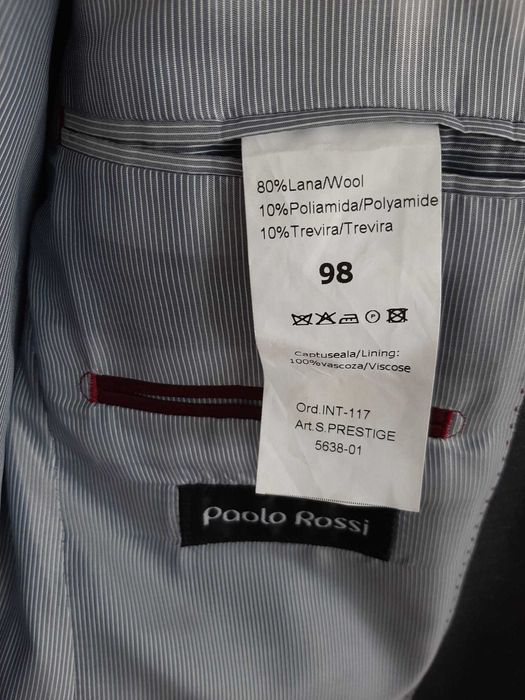 80%Lana/Wool
10%Poliamida/Polyamide
10%Trevira/Trevira
98
Captuseala/Lining:
100%vascoza/Viscose
Ord.INT-117
Art.S.PRESTIGE
5638-01
Paolo Rossi